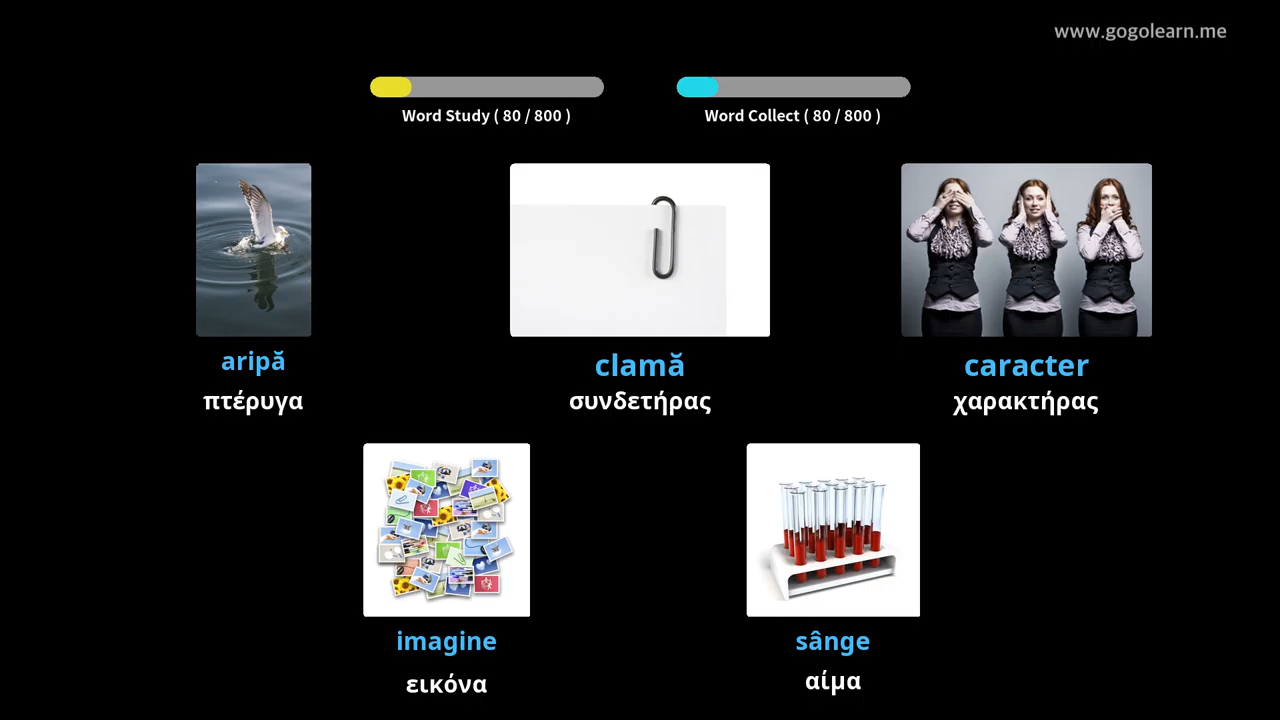 www.gogolearn.me
Word Study ( 80 / 800 )
Word Collect ( 80 / 800 )
aripă
πτέρυγα
clamă
συνδετήρας
caracter
χαρακτήρας
imagine
εικόνα
sânge
αίμα